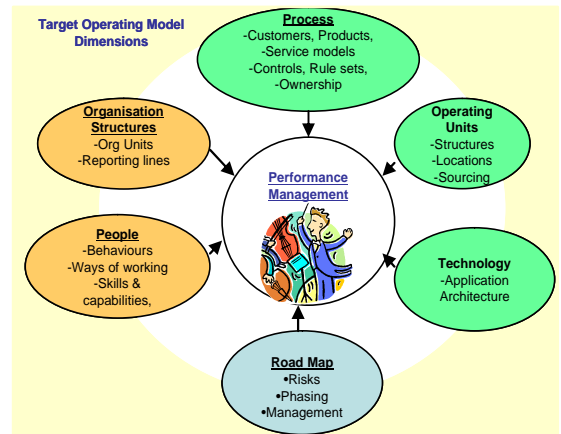 Target Operating Model
Dimensions
Process
-Customers, Products,
-Service models
-Controls, Rule sets,
-Ownership
Organisation
Structures
-Org Units
-Reporting lines
Operating
Units
-Structures
-Locations
-Sourcing
Performance
Management
People
-Behaviours
-Ways of working
-Skills &
capabilities,
Technology
-Application
Architecture
Road Map
•Risks
•Phasing
•Management